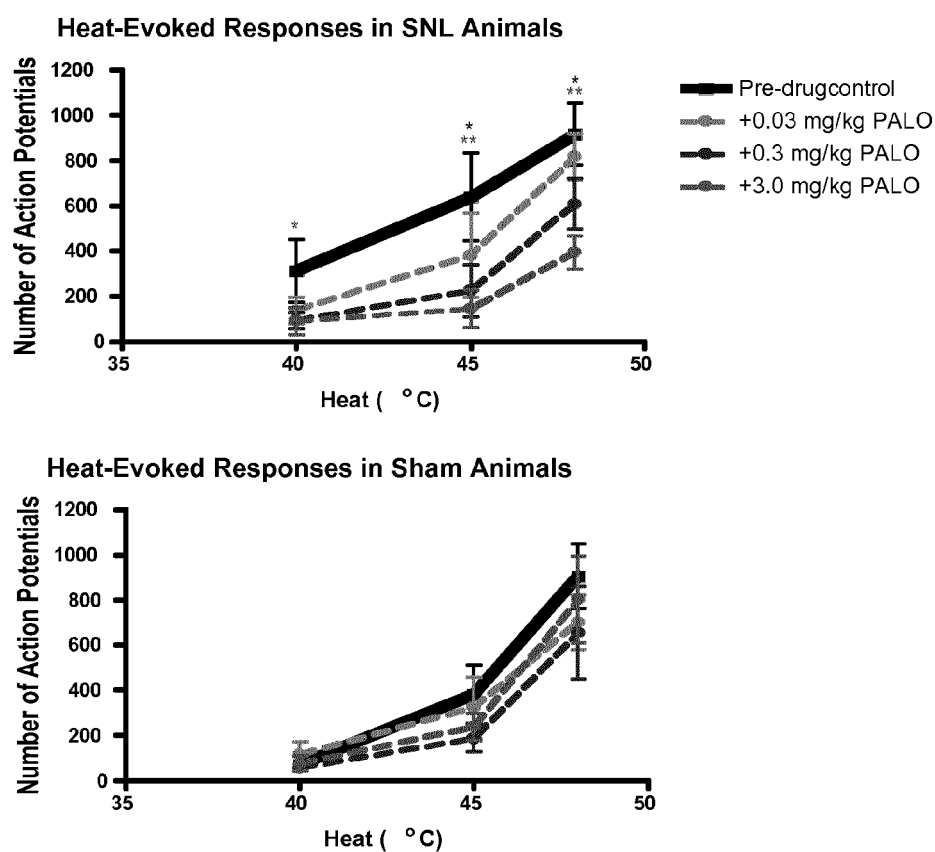 Heat-Evoked Responses in SNL Animals
Number of Action Potentials
1200
1000
800
600
400
200
0
35
40
45
50
Heat ( °C)
*
*
**
*
**
Pre-drugcontrol
+0.03 mg/kg PALO
+0.3 mg/kg PALO
+3.0 mg/kg PALO
Heat-Evoked Responses in Sham Animals
Number of Action Potentials
1200
1000
800
600
400
200
0
35
40
45
50
Heat ( °C)